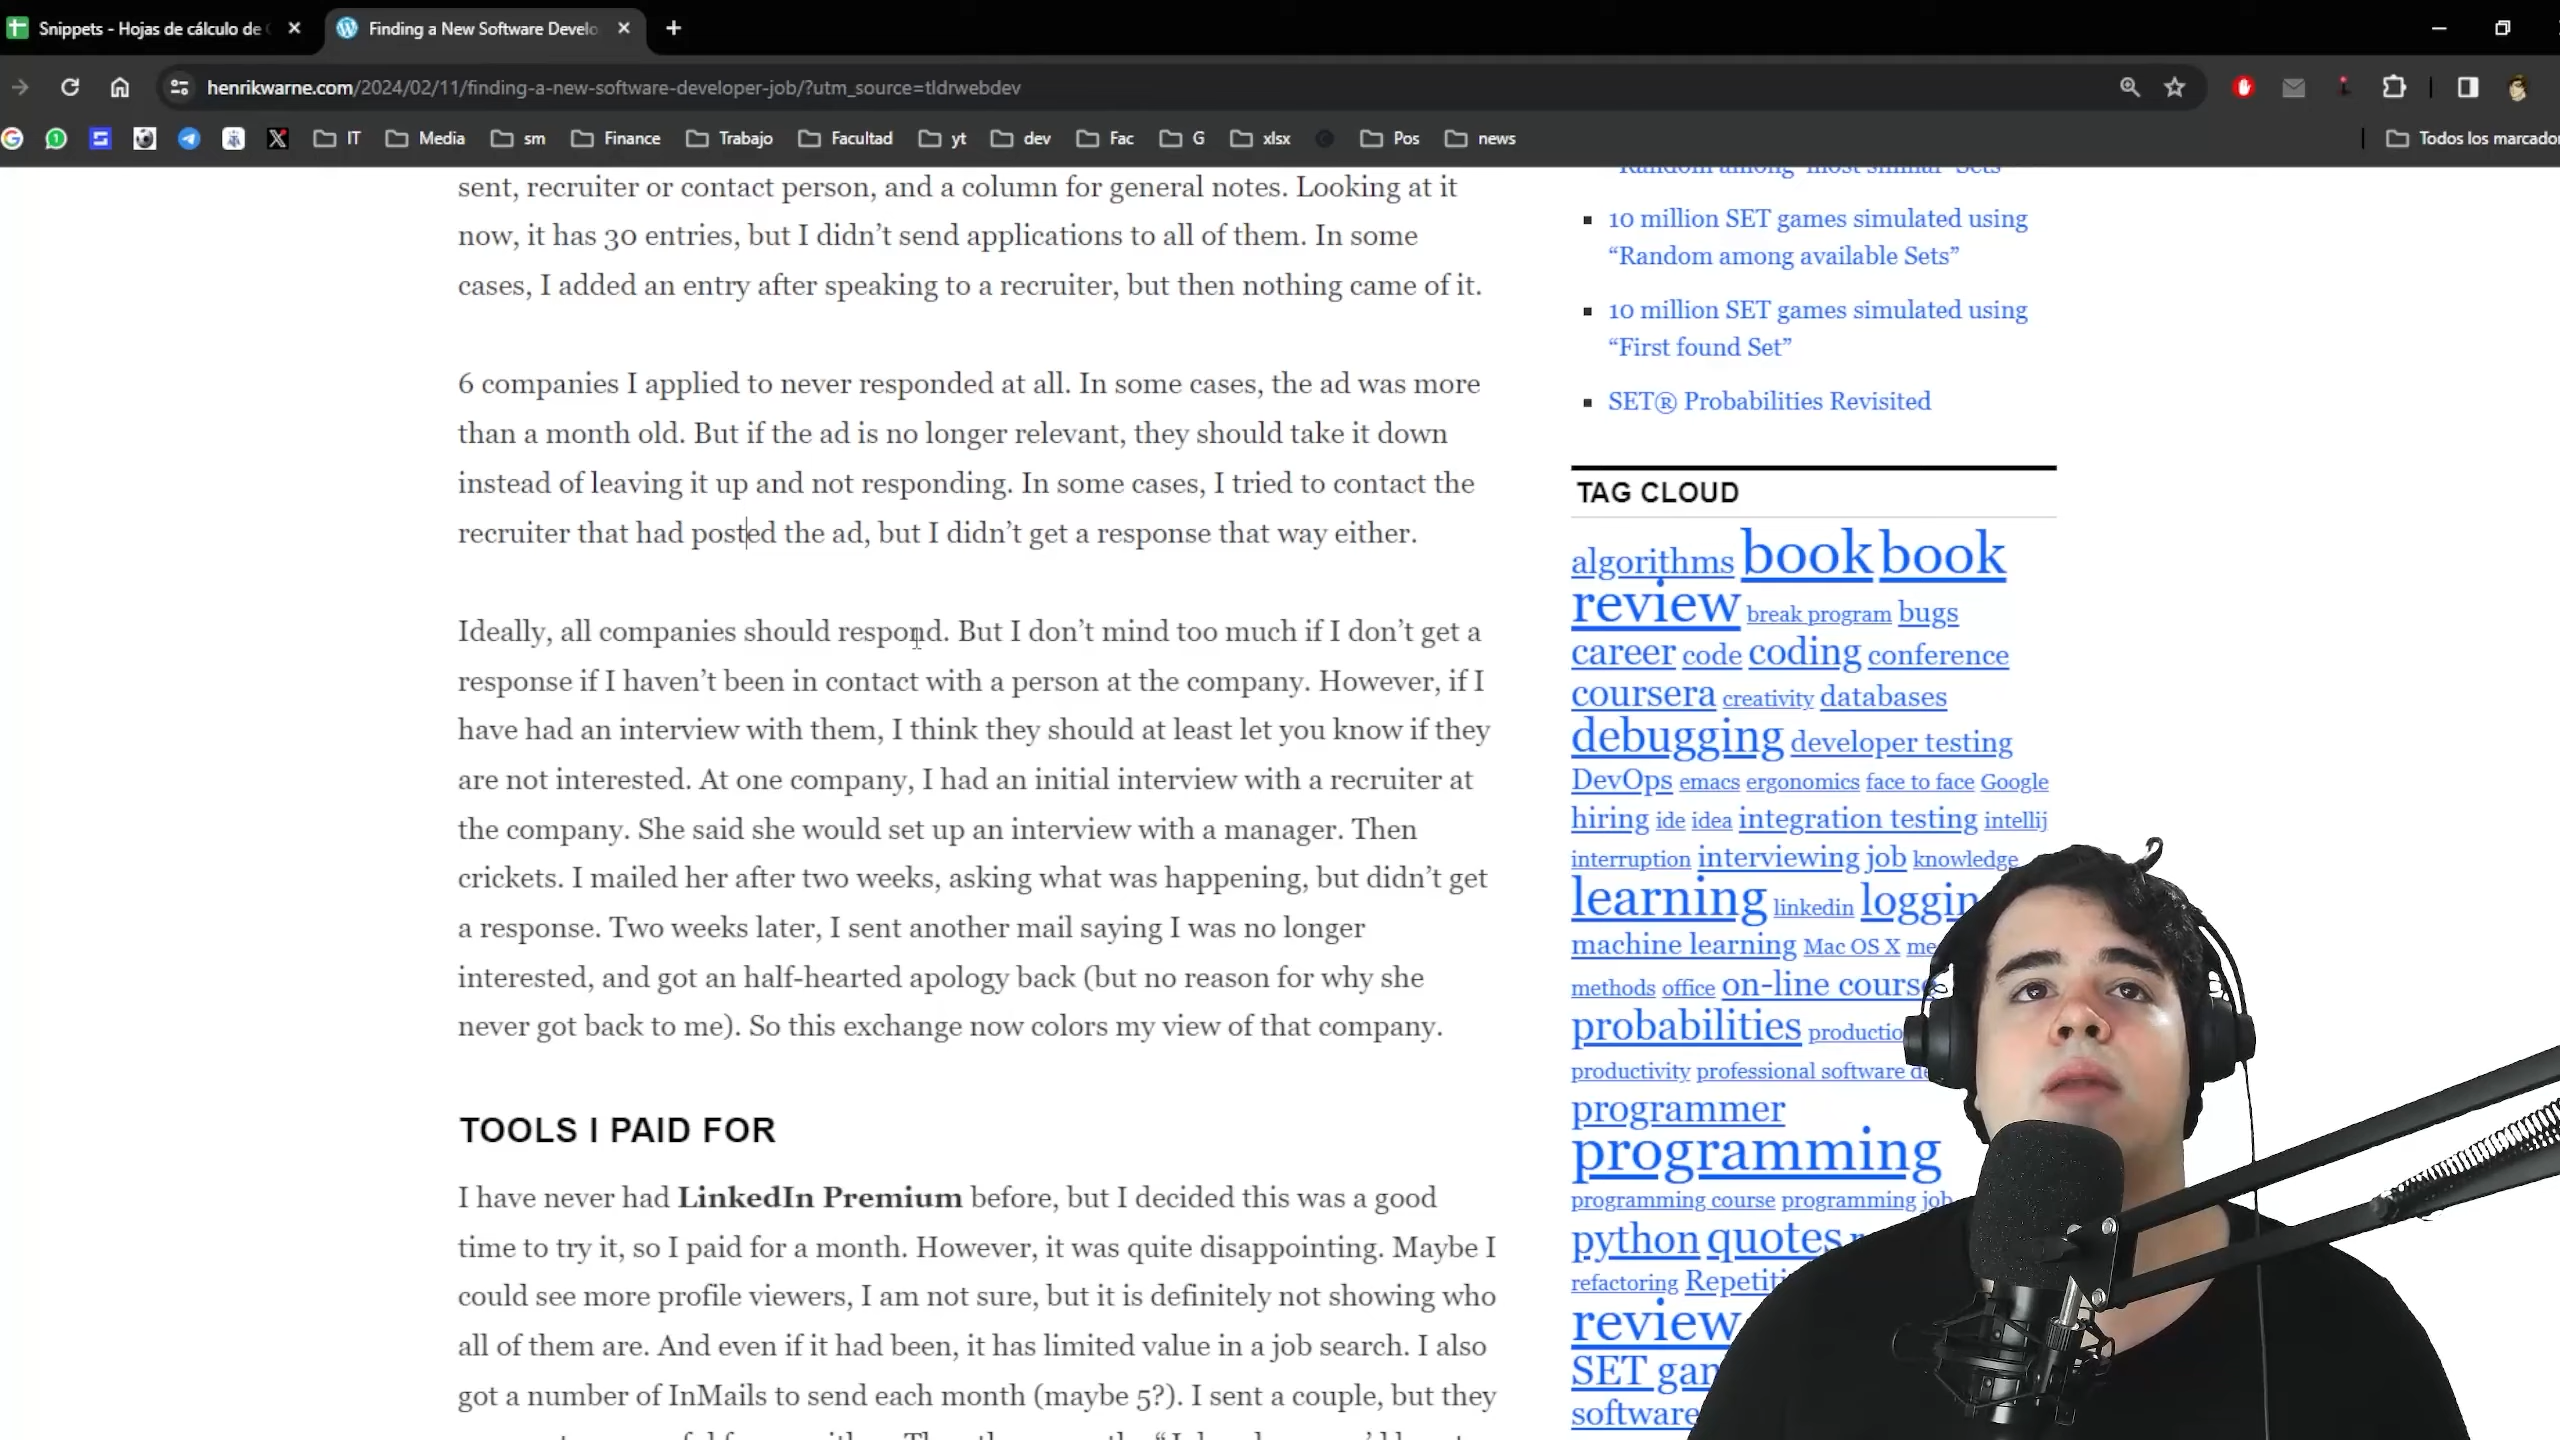 Snippets - Hojas de cálculo de
Finding a New Software Develo
henrikwarne.com/2024/02/11/finding-a-new-software-developer-job/?utm_source=tldrwebdev
IT Media sm Finance Trabajo Facultad yt dev Fac G xlsx Pos news
Todos los marcador
sent, recruiter or contact person, and a column for general notes. Looking at it
now, it has 30 entries, but I didn’t send applications to all of them. In some
cases, I added an entry after speaking to a recruiter, but then nothing came of it.
6 companies I applied to never responded at all. In some cases, the ad was more
than a month old. But if the ad is no longer relevant, they should take it down
instead of leaving it up and not responding. In some cases, I tried to contact the
recruiter that had posted the ad, but I didn’t get a response that way either.
Ideally, all companies should respond. But I don’t mind too much if I don’t get a
response if I haven’t been in contact with a person at the company. However, if I
have had an interview with them, I think they should at least let you know if they
are not interested. At one company, I had an initial interview with a recruiter at
the company. She said she would set up an interview with a manager. Then
crickets. I mailed her after two weeks, asking what was happening, but didn’t get
a response. Two weeks later, I sent another mail saying I was no longer
interested, and got an half-hearted apology back (but no reason for why she
never got back to me). So this exchange now colors my view of that company.
TOOLS I PAID FOR
I have never had LinkedIn Premium before, but I decided this was a good
time to try it, so I paid for a month. However, it was quite disappointing. Maybe I
could see more profile viewers, I am not sure, but it is definitely not showing who
all of them are. And even if it had been, it has limited value in a job search. I also
got a number of InMails to send each month (maybe 5?). I sent a couple, but they
“Random among ‘most similar’ Sets”
10 million SET games simulated using
“Random among available Sets”
10 million SET games simulated using
“First found Set”
SET® Probabilities Revisited
TAG CLOUD
algorithms book book
review break program bugs
career code coding conference
coursera creativity databases
debugging developer testing
DevOps emacs ergonomics face to face Google
hiring ide idea integration testing intellij
interruption interviewing job knowledge
learning linkedin loggin
machine learning Mac OS X me
methods office on-line course
probabilities productio
productivity professional software de
programmer
programming
programming course programming job
python quotes
refactoring Repetiti
review
SET gam
software